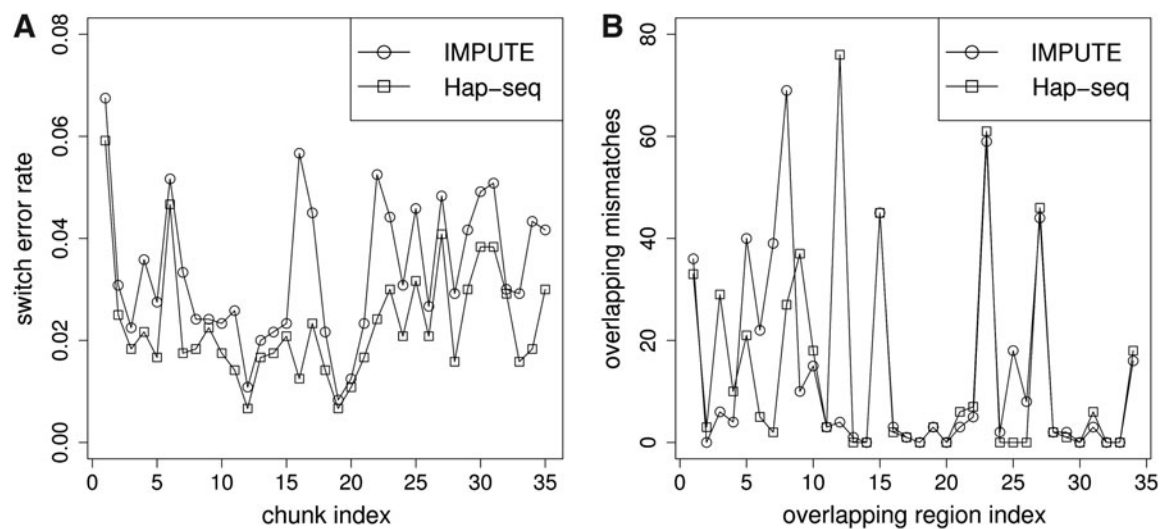 A
switch error rate
0.00 0.02 0.04 0.06 0.08
IMPUTE
Hap-seq
0 5 10 15 20 25 30 35
chunk index
B
overlapping mismatches
0 20 40 60 80
IMPUTE
Hap-seq
0 5 10 15 20 25 30 35
overlapping region index